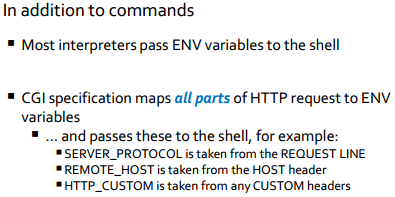 In addition to commands
▪ Most interpreters pass ENV variables to the shell
▪ CGI specification maps all parts of HTTP request to ENV
variables
▪ ... and passes these to the shell, for example:
▪ SERVER_PROTOCOL is taken from the REQUEST LINE
▪ REMOTE_HOST is taken from the HOST header
▪ HTTP_CUSTOM is taken from any CUSTOM headers